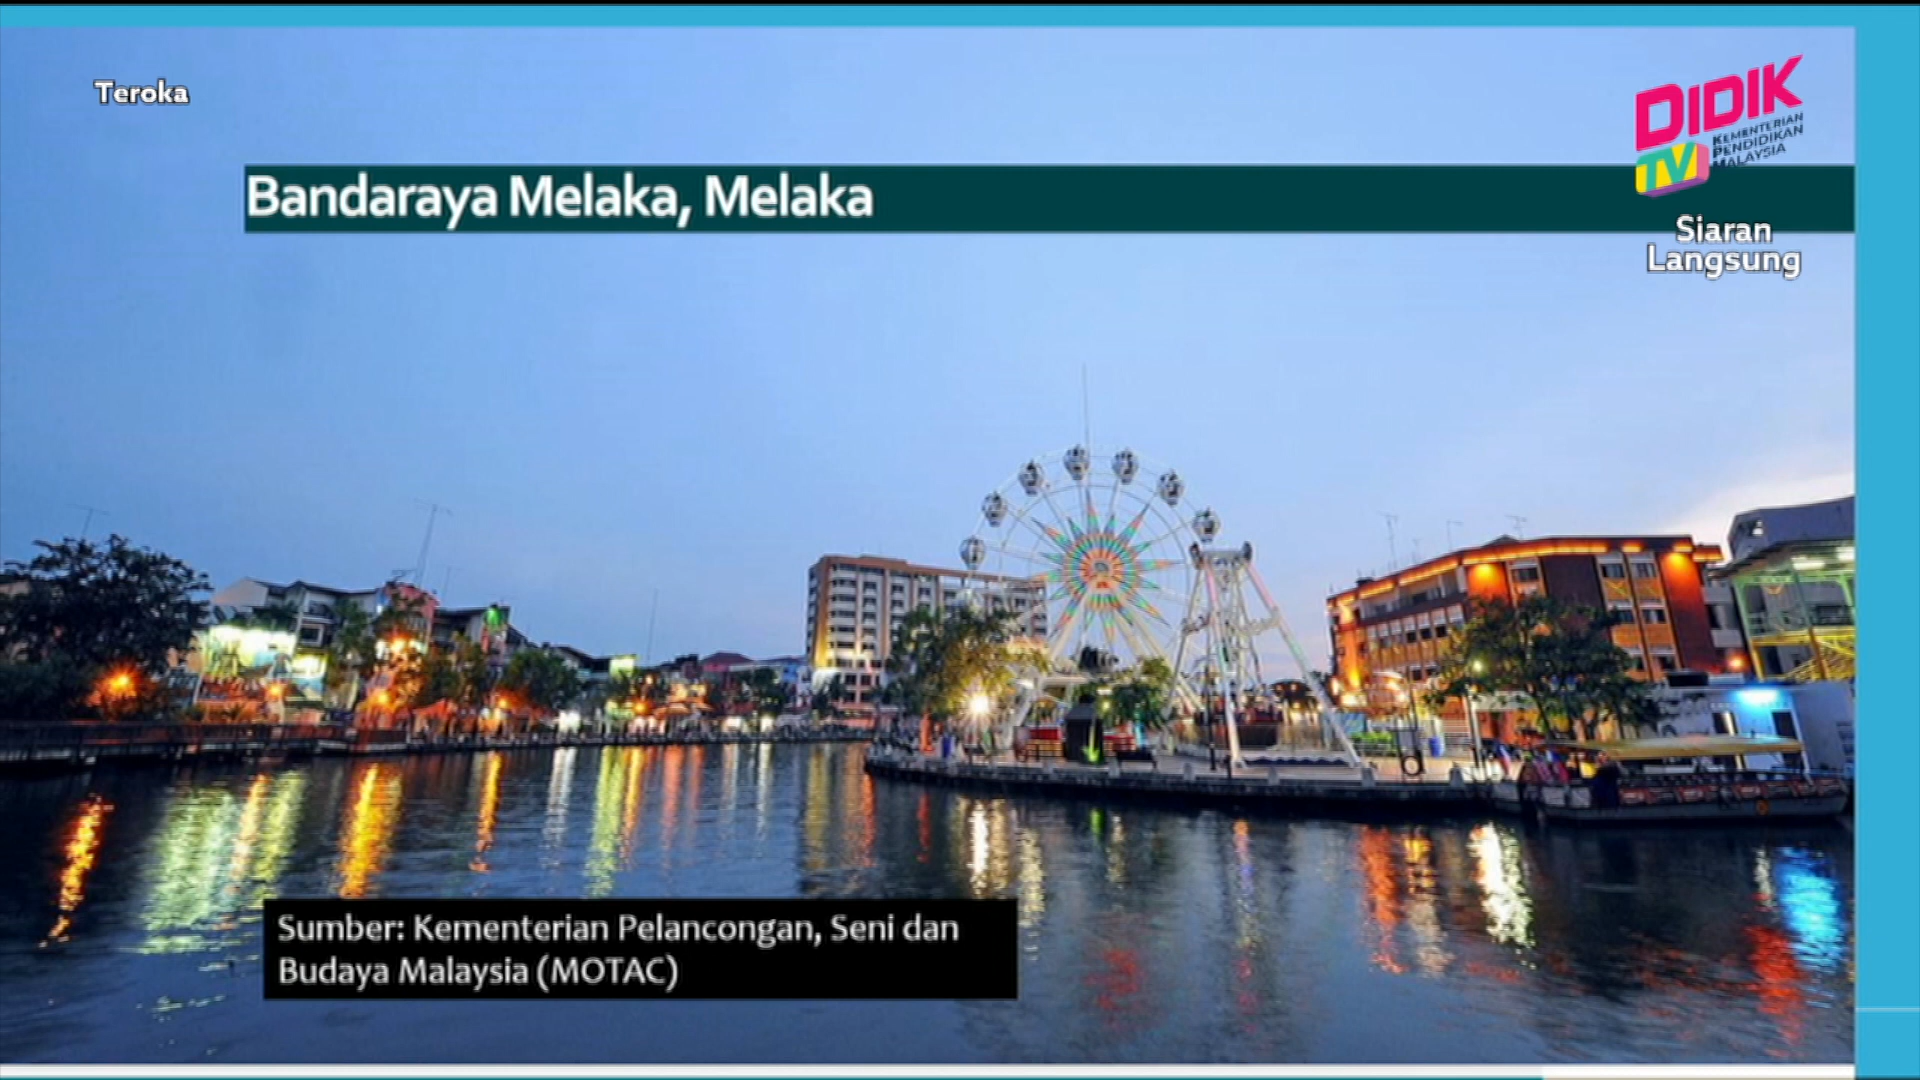 Teroka
DIDIK
TV
KEMENTERIAN
PENDIDIKAN
MALAYSIA
Bandaraya Melaka, Melaka
Siaran
Langsung
Sumber: Kementerian Pelancongan, Seni dan
Budaya Malaysia (MOTAC)